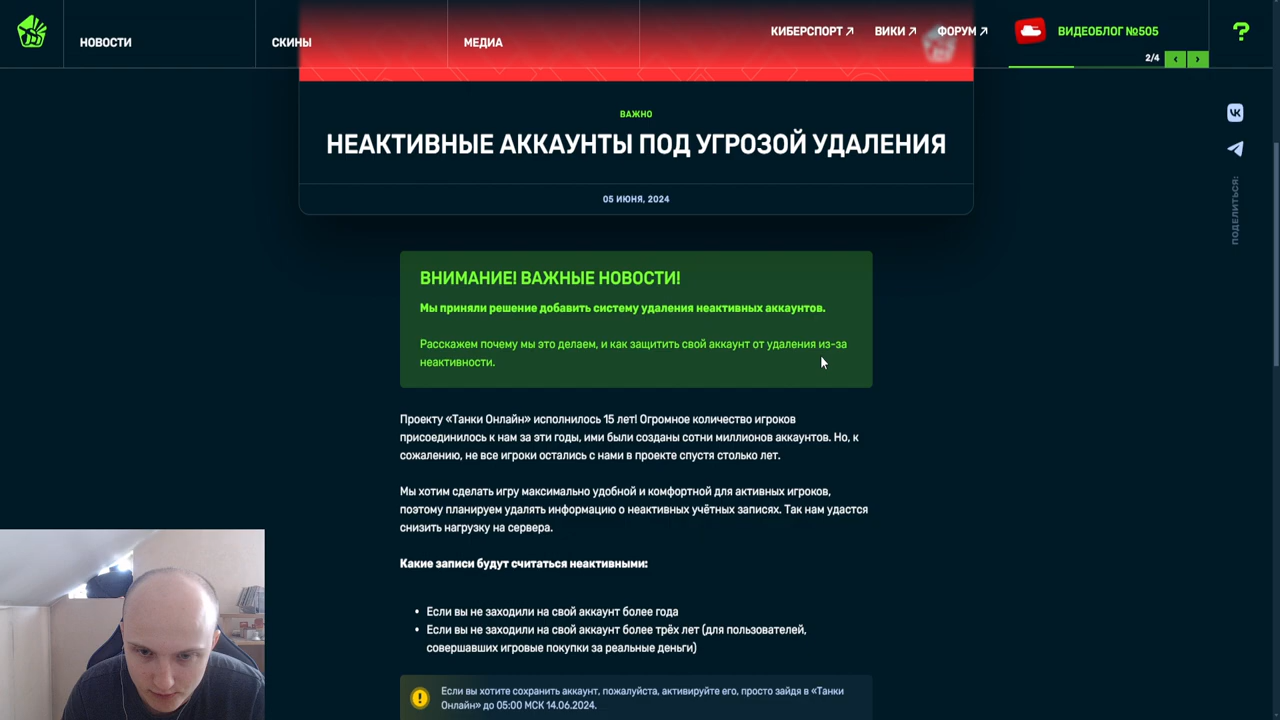 НОВОСТИ
СКИНЫ
МЕДИА
КИБЕРСПОРТ
ВИКИ
ФОРУМ
ВИДЕОБЛОГ №505
?
2/4
ПОДЕЛИТЬСЯ:
ВАЖНО
НЕАКТИВНЫЕ АККАУНТЫ ПОД УГРОЗОЙ УДАЛЕНИЯ
05 ИЮНЯ, 2024
ВНИМАНИЕ! ВАЖНЫЕ НОВОСТИ!
Мы приняли решение добавить систему удаления неактивных аккаунтов.
Расскажем почему мы это делаем, и как защитить свой аккаунт от удаления из-за
неактивности.
Проекту «Танки Онлайн» исполнилось 15 лет! Огромное количество игроков
присоединилось к нам за эти годы, ими были созданы сотни миллионов аккаунтов. Но, к
сожалению, не все игроки остались с нами в проекте спустя столько лет.
Мы хотим сделать игру максимально удобной и комфортной для активных игроков,
поэтому планируем удалять информацию о неактивных учётных записях. Так нам удастся
снизить нагрузку на сервера.
Какие записи будут считаться неактивными:
• Если вы не заходили на свой аккаунт более года
• Если вы не заходили на свой аккаунт более трёх лет (для пользователей,
совершавших игровые покупки за реальные деньги)
Если вы хотите сохранить аккаунт, пожалуйста, активируйте его, просто зайдя в «Танки
Онлайн» до 05:00 МСК 14.06.2024.